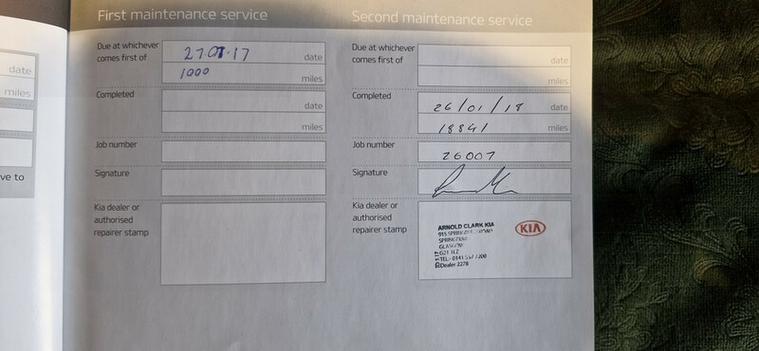 First maintenance service
Due at whichever
comes first of
date
1000
miles
Completed
date
miles
Job number
Signature
Kia dealer or
authorised
repairer stamp
Second maintenance service
Due at whichever
comes first of
date
miles
Completed
26/01/18
date
18841
miles
Job number
26007
Signature
Kia dealer or
authorised
repairer stamp
ARNOLD CLARK KIA
KIA
Dealer 2278
date
miles
ve to